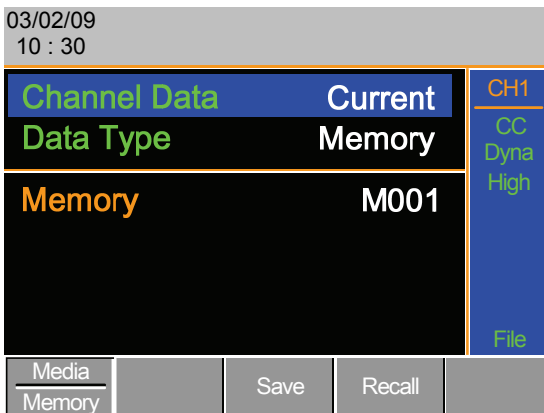 03/02/09
10 : 30
Channel Data Current
Data Type Memory
Memory M001
CH1
CC
Dyna
High
File
Media
Memory
Save
Recall